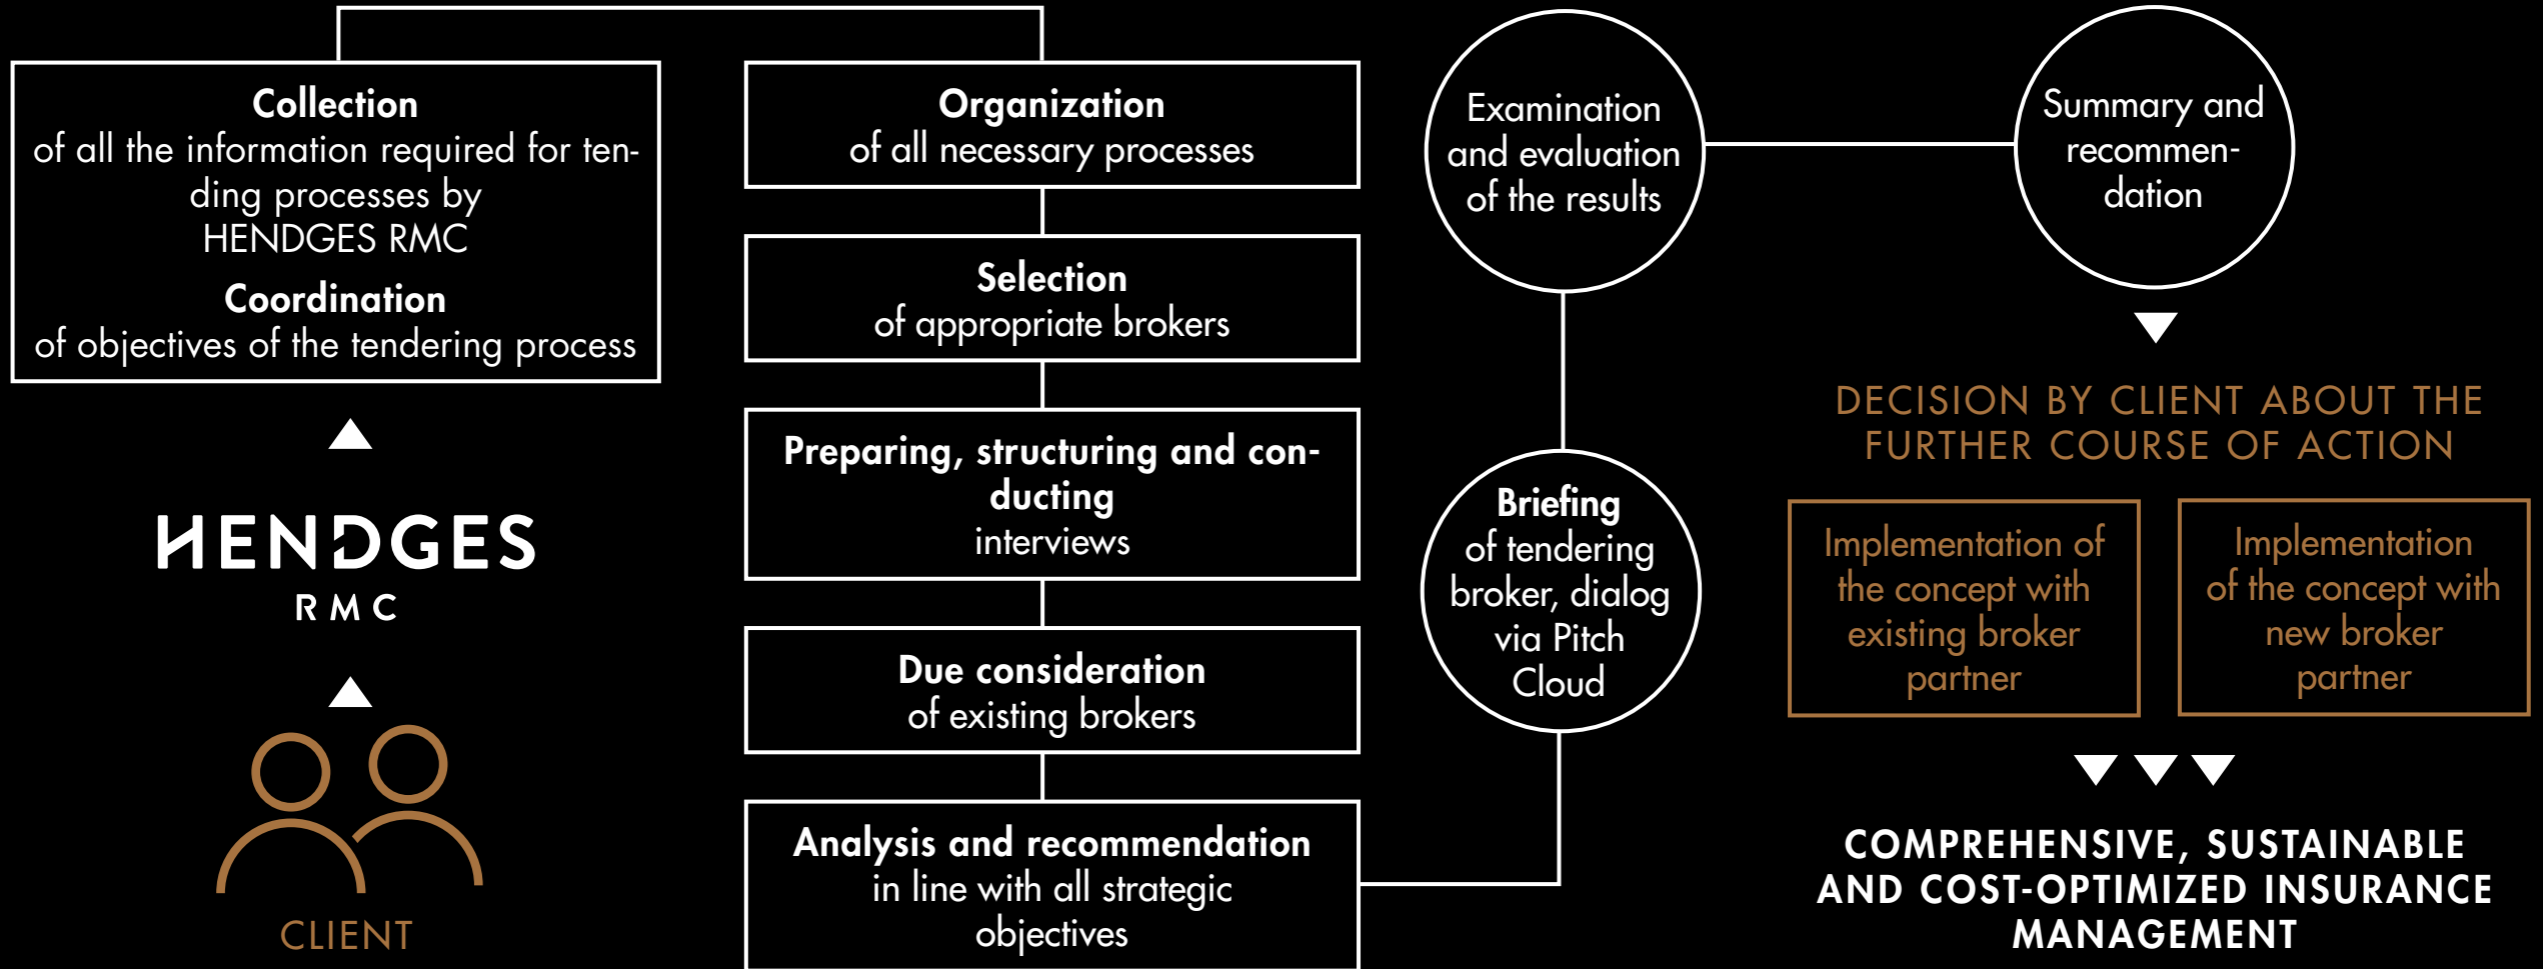 Collection
of all the information required for ten-
ding processes by
HENDGES RMC
Coordination
of objectives of the tendering process
HENDGES
RMC
CLIENT
Organization
of all necessary processes
Selection
of appropriate brokers
Preparing, structuring and con-
ducting
interviews
Due consideration
of existing brokers
Analysis and recommendation
in line with all strategic
objectives
Briefing
of tendering
broker, dialog
via Pitch
Cloud
Examination
and evaluation
of the results
Summary and
recommen-
dation
DECISION BY CLIENT ABOUT THE
FURTHER COURSE OF ACTION
Implementation of
the concept with
existing broker
partner
Implementation
of the concept with
new broker
partner
COMPREHENSIVE, SUSTAINABLE
AND COST-OPTIMIZED INSURANCE
MANAGEMENT